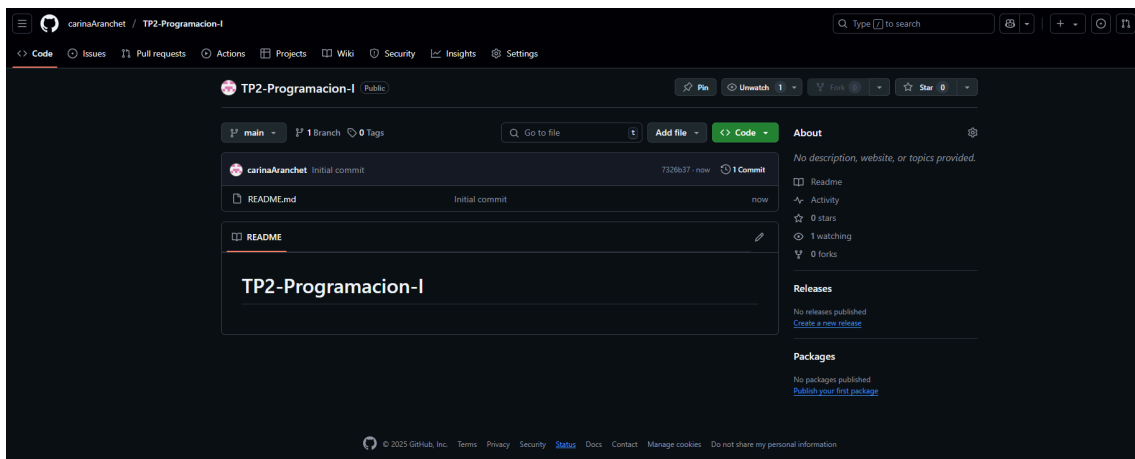 carinaAranchet / TP2-Programacion-I
Type / to search
Code Issues Pull requests Actions Projects Wiki Security Insights Settings
TP2-Programacion-I Public
Pin Unwatch 1 Fork 0 Star 0
main 1 Branch 0 Tags Go to file t Add file Code
carinaAranchet Initial commit 7326b37 · now 1 Commit
README.md Initial commit now
README
TP2-Programacion-I
About
No description, website, or topics provided.
Readme
Activity
0 stars
1 watching
0 forks
Releases
No releases published
Create a new release
Packages
No packages published
Publish your first package
© 2025 GitHub, Inc. Terms Privacy Security Status Docs Contact Manage cookies Do not share my personal information